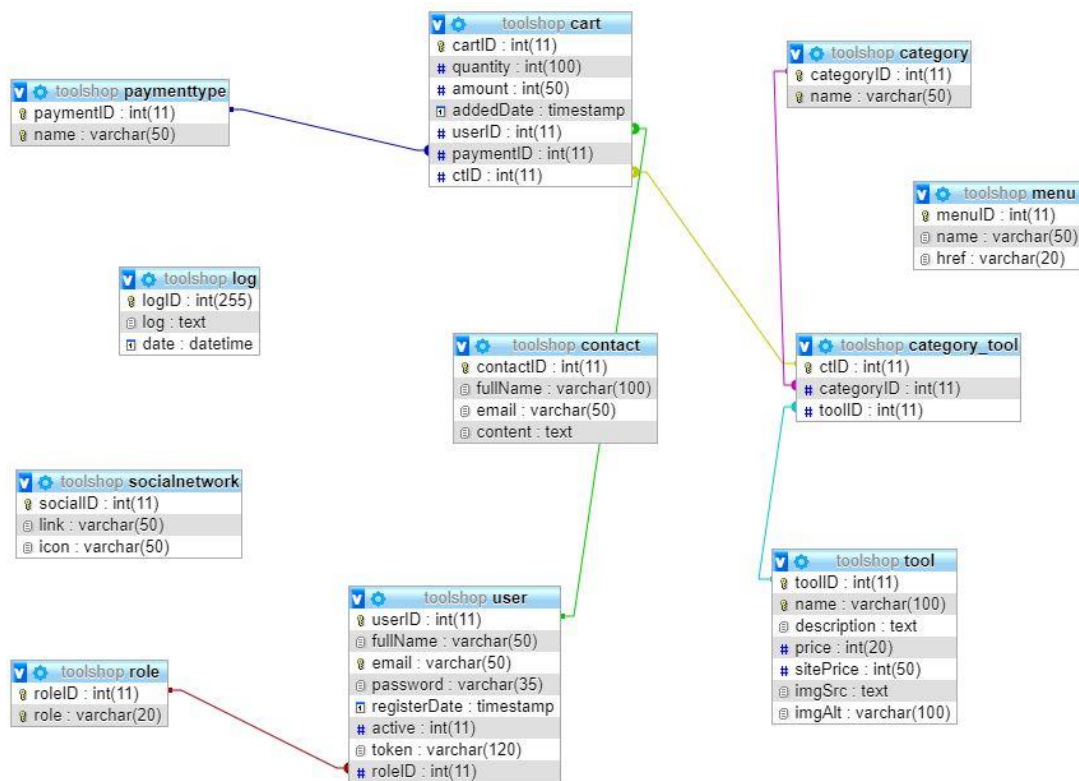 toolshop cart
cartID : int(11)
quantity : int(100)
amount : int(50)
addedDate : timestamp
userID : int(11)
paymentID : int(11)
ctID : int(11)
toolshop category
categoryID : int(11)
name : varchar(50)
toolshop paymenttype
paymentID : int(11)
name : varchar(50)
toolshop menu
menuID : int(11)
name : varchar(50)
href : varchar(20)
toolshop log
logID : int(255)
log : text
date : datetime
toolshop contact
contactID : int(11)
fullName : varchar(100)
email : varchar(50)
content : text
toolshop category_tool
ctID : int(11)
categoryID : int(11)
toolID : int(11)
toolshop socialnetwork
socialID : int(11)
link : varchar(50)
icon : varchar(50)
toolshop tool
toolID : int(11)
name : varchar(100)
description : text
price : int(20)
sitePrice : int(50)
imgSrc : text
imgAlt : varchar(100)
toolshop user
userID : int(11)
fullName : varchar(50)
email : varchar(50)
password : varchar(35)
registerDate : timestamp
active : int(11)
token : varchar(120)
roleID : int(11)
toolshop role
roleID : int(11)
role : varchar(20)